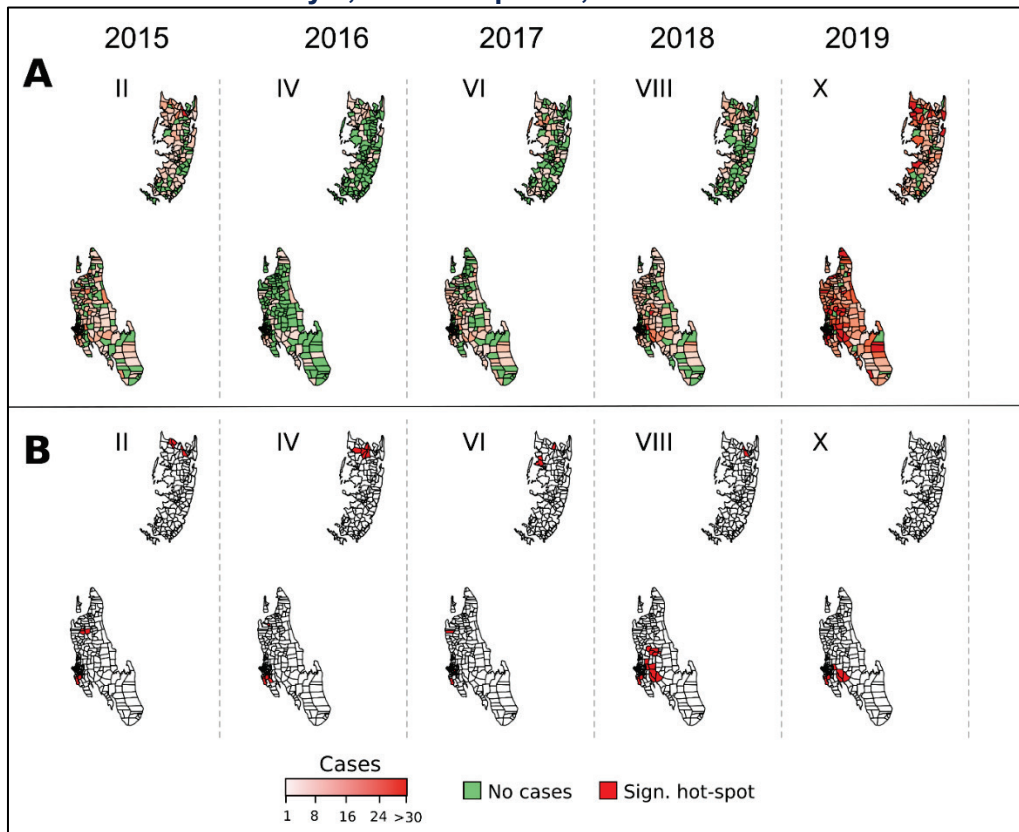 2015 2016 2017 2018 2019
A
II IV VI VIII X
B
II IV VI VIII X
Cases
1 8 16 24 >30
No cases
Sign. hot-spot